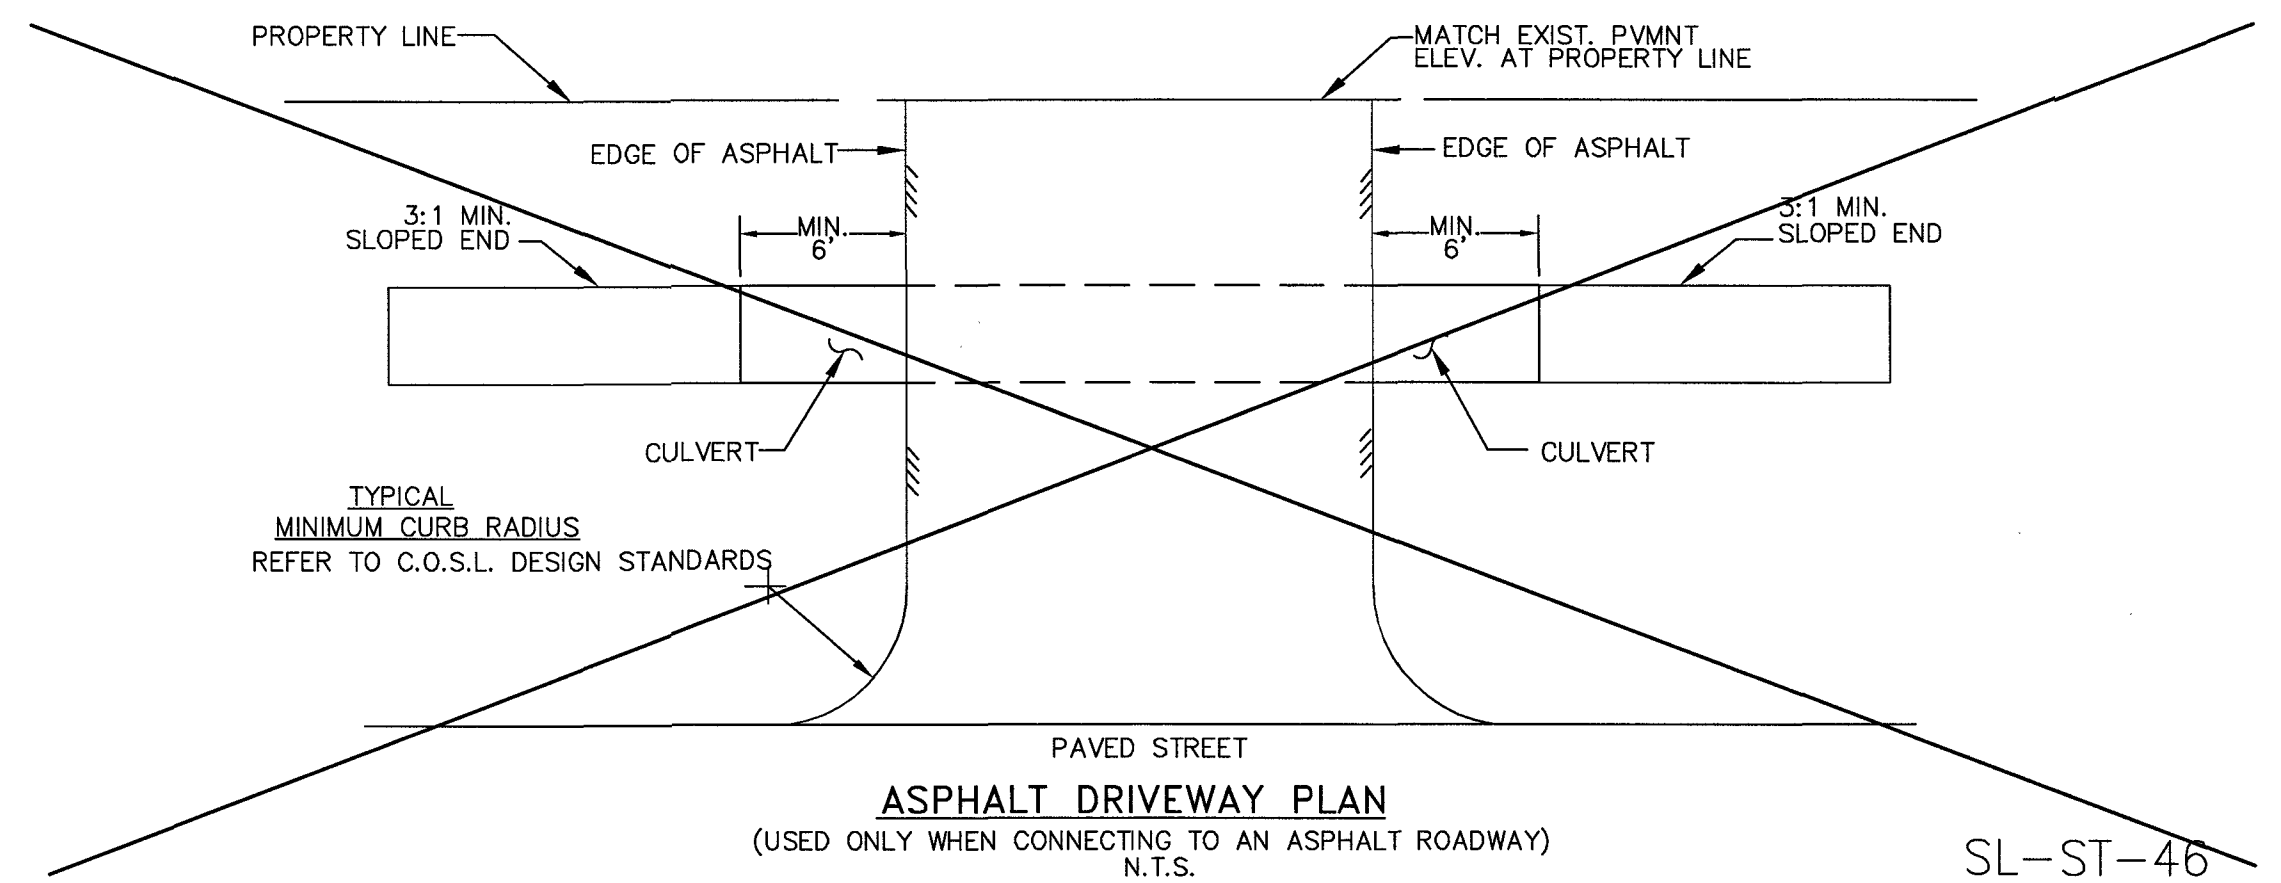 PROPERTY LINE
MATCH EXIST. PVMNT
ELEV. AT PROPERTY LINE
EDGE OF ASPHALT
EDGE OF ASPHALT
3:1 MIN.
SLOPED END
MIN.
6'
MIN.
6'
3:1 MIN.
SLOPED END
CULVERT
CULVERT
TYPICAL
MINIMUM CURB RADIUS
REFER TO C.O.S.L. DESIGN STANDARDS
PAVED STREET
ASPHALT DRIVEWAY PLAN
(USED ONLY WHEN CONNECTING TO AN ASPHALT ROADWAY)
N.T.S.
SL-ST-46